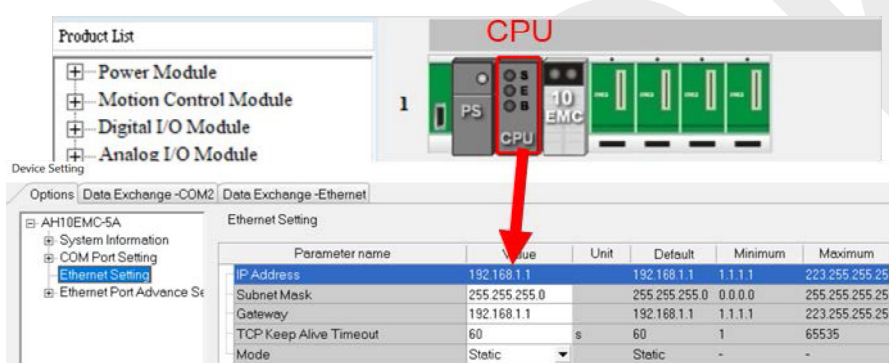 Product List
Power Module
Motion Control Module
Digital I/O Module
Analog I/O Module
CPU
1
PS
S
E
B
CPU
10
EMC
Device Setting
Options Data Exchange -COM2 Data Exchange -Ethernet
AH10EMC-5A
System Information
COM Port Setting
Ethernet Setting
Ethernet Port Advance Se
Ethernet Setting
Parameter name Unit Default Minimum Maximum
IP Address 192.168.1.1 192.168.1.1 1.1.1.1 223.255.255.25
Subnet Mask 255.255.255.0 255.255.255.0 0.0.0.0 255.255.255.25
Gateway 192.168.1.1 192.168.1.1 1.1.1.1 223.255.255.25
TCP Keep Alive Timeout 60 s 60 1 65535
Mode Static Static - -